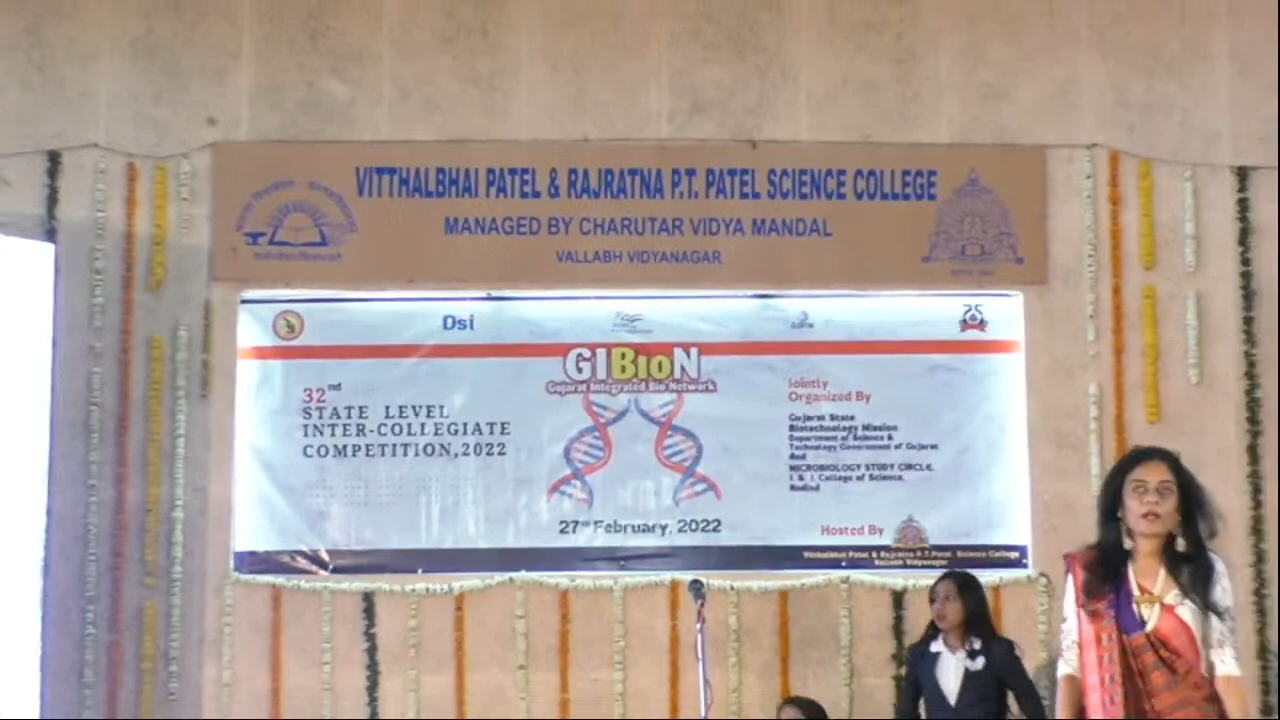 VITTHALBHAI PATEL & RAJRATNA P.T. PATEL SCIENCE COLLEGE
MANAGED BY CHARUTAR VIDYA MANDAL
VALLABH VIDYANAGAR
Dsi
75
GIBioN
Gujarat Integrated Bio Network
32nd
STATE LEVEL
INTER-COLLEGIATE
COMPETITION,2022
Jointly
Organized By
Gujarat State
Biotechnology Mission
Department of Science &
Technology Government of Gujarat
And
MICROBIOLOGY STUDY CIRCLE,
College of Science,
27th February, 2022
Hosted By
Vitthalbhai Patel & Rajratna P.T.Patel Science College
Vallabh Vidyanagar